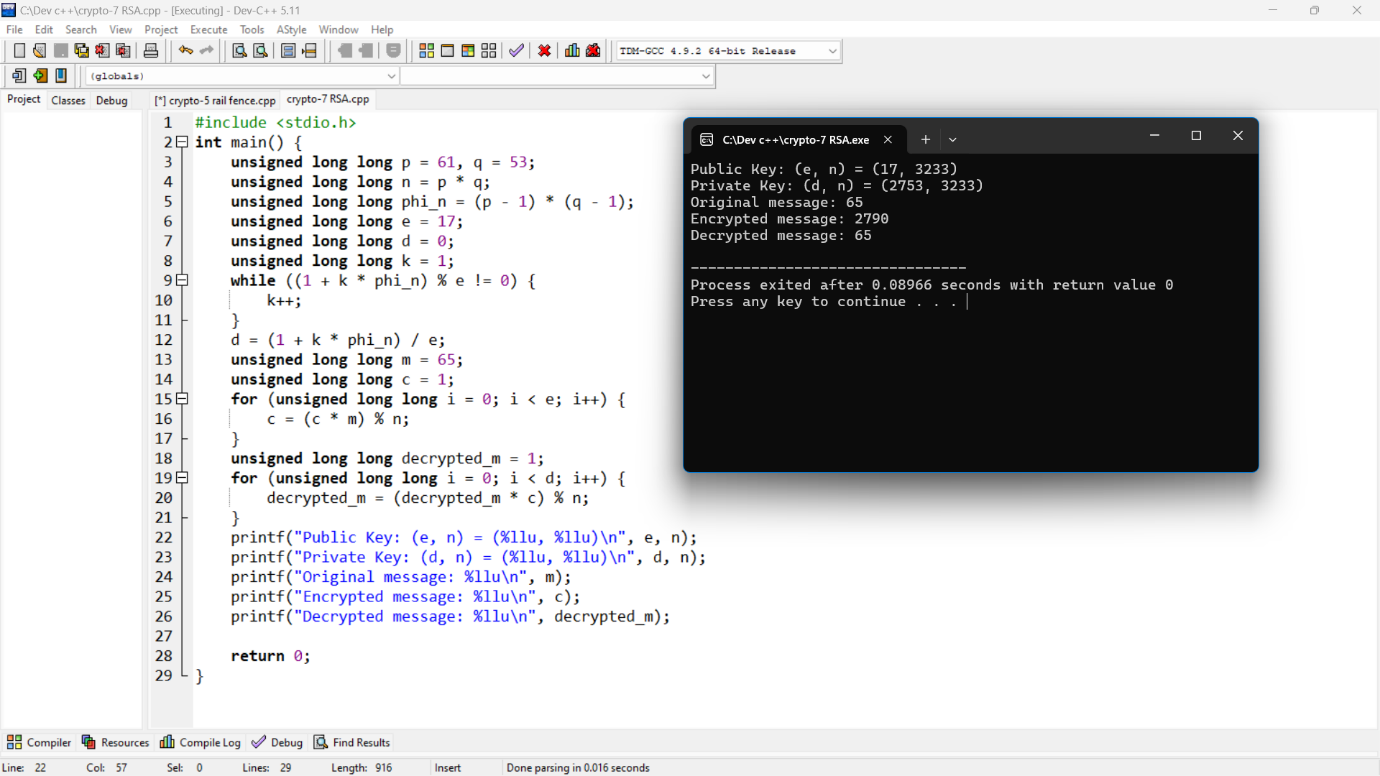 C:\Dev c++\crypto-7 RSA.cpp - [Executing] - Dev-C++ 5.11
File Edit Search View Project Execute Tools AStyle Window Help
TDM-GCC 4.9.2 64-bit Release
(globals)
Project Classes Debug [*] crypto-5 rail fence.cpp crypto-7 RSA.cpp
1 #include <stdio.h>
2 int main() {
3     unsigned long long p = 61, q = 53;
4     unsigned long long n = p * q;
5     unsigned long long phi_n = (p - 1) * (q - 1);
6     unsigned long long e = 17;
7     unsigned long long d = 0;
8     unsigned long long k = 1;
9     while ((1 + k * phi_n) % e != 0) {
10         k++;
11     }
12     d = (1 + k * phi_n) / e;
13     unsigned long long m = 65;
14     unsigned long long c = 1;
15     for (unsigned long long i = 0; i < e; i++) {
16         c = (c * m) % n;
17     }
18     unsigned long long decrypted_m = 1;
19     for (unsigned long long i = 0; i < d; i++) {
20         decrypted_m = (decrypted_m * c) % n;
21     }
22     printf("Public Key: (e, n) = (%llu, %llu)\n", e, n);
23     printf("Private Key: (d, n) = (%llu, %llu)\n", d, n);
24     printf("Original message: %llu\n", m);
25     printf("Encrypted message: %llu\n", c);
26     printf("Decrypted message: %llu\n", decrypted_m);
27
28     return 0;
29 }
C:\Dev c++\crypto-7 RSA.exe
Public Key: (e, n) = (17, 3233)
Private Key: (d, n) = (2753, 3233)
Original message: 65
Encrypted message: 2790
Decrypted message: 65
--------------------------------
Process exited after 0.08966 seconds with return value 0
Press any key to continue . . .
Compiler Resources Compile Log Debug Find Results
Line: 22 Col: 57 Sel: 0 Lines: 29 Length: 916 Insert Done parsing in 0.016 seconds